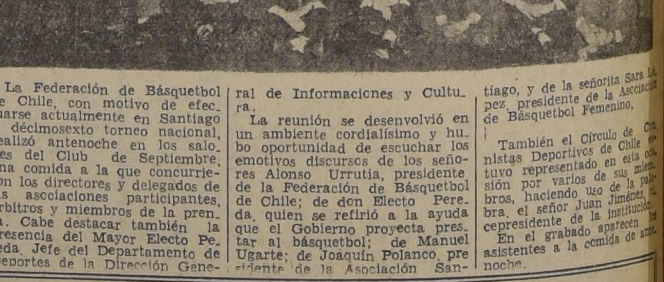 La Federación de Básquetbol
e Chile, con motivo de efec-
uarse actualmente en Santiago
décimosexto torneo nacional,
ealizó antenoche en los salo-
es del Club de Septiembre,
na comida a la que concurrie-
on los directores y delegados de
as asociaciones participantes,
rbitros y miembros de la pren-
a. Cabe destacar también la
resencia del Mayor Electo Pe-
eda, Jefe del Departamento de
eportes de la Dirección Gene-
ral de Informaciones y Cultu-
ra.
La reunión se desenvolvió en
un ambiente cordialísimo y hu-
bo oportunidad de escuchar los
emotivos discursos de los seño-
res Alonso Urrutia, presidente
de la Federación de Básquetbol
de Chile; de don Electo Pere-
da, quien se refirió a la ayuda
que el Gobierno proyecta pres-
tar al básquetbol; de Manuel
Ugarte; de Joaquín Polanco, pre
sidente de la Asociación San-
tiago, y de la señorita Sara
pez, presidente de la Asociación
de Básquetbol Femenino.
También el Círculo de
nistas Deportivos de Chile
tuvo representado en esta
sión por varios de sus
bros, haciendo uso de la
bra, el señor Juan Jiménez,
cepresidente de la institución.
En el grabado aparecen
asistentes a la comida de
noche.